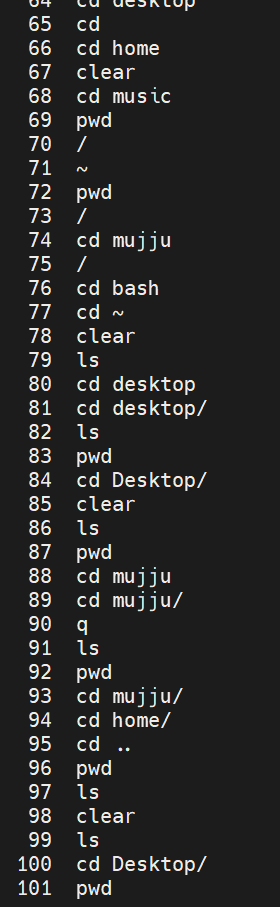 64  cd desktop
65  cd
66  cd home
67  clear
68  cd music
69  pwd
70  /
71  ~
72  pwd
73  /
74  cd mujju
75  /
76  cd bash
77  cd ~
78  clear
79  ls
80  cd desktop
81  cd desktop/
82  ls
83  pwd
84  cd Desktop/
85  clear
86  ls
87  pwd
88  cd mujju
89  cd mujju/
90  q
91  ls
92  pwd
93  cd mujju/
94  cd home/
95  cd ..
96  pwd
97  ls
98  clear
99  ls
100  cd Desktop/
101  pwd